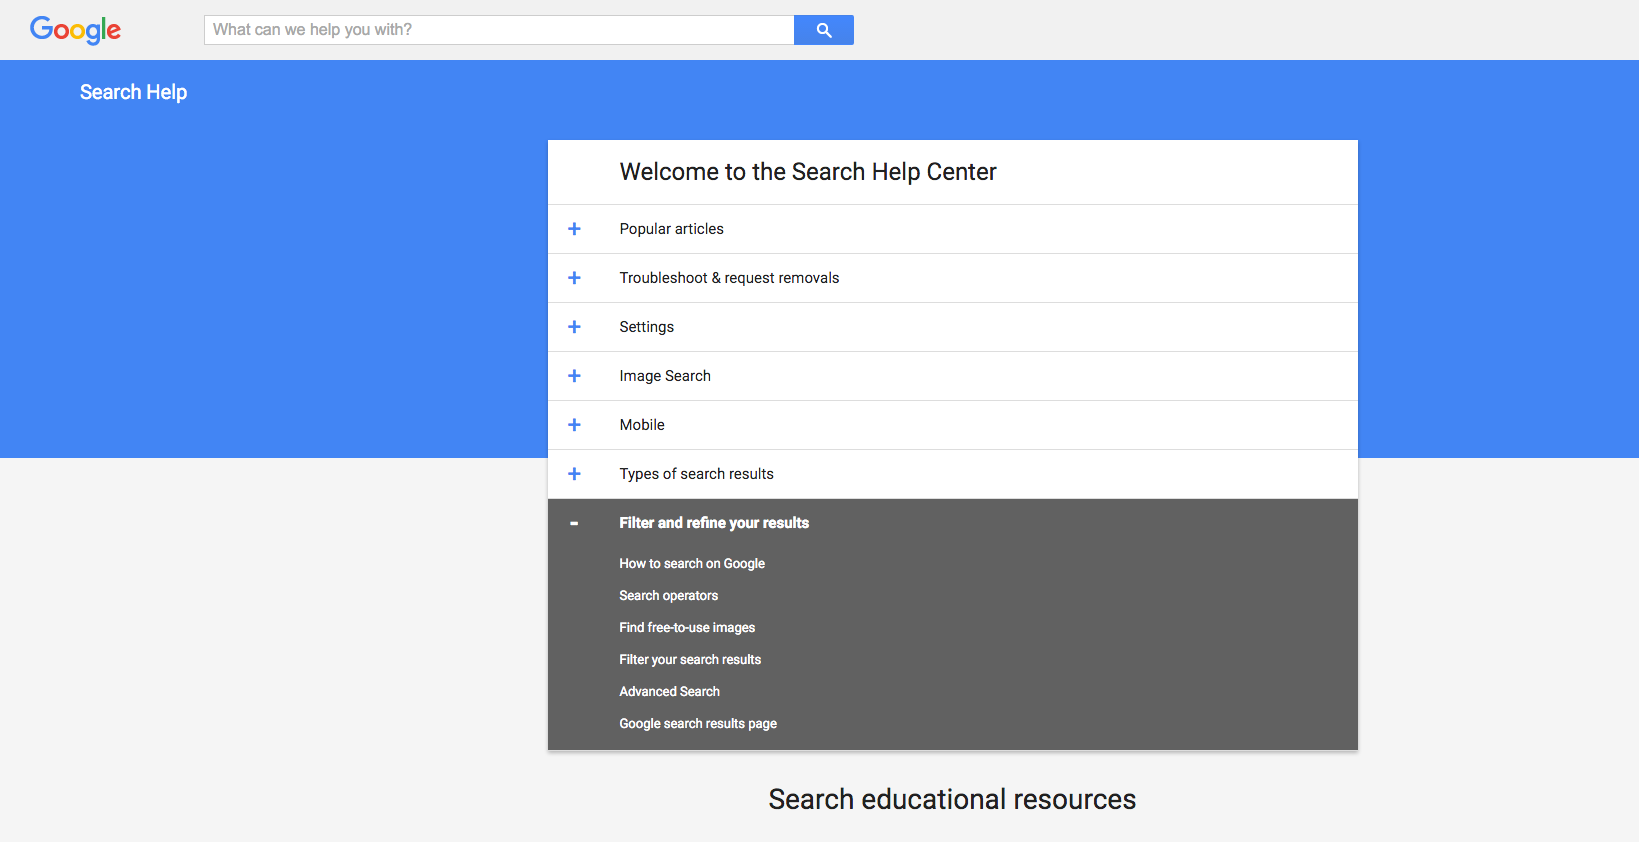 Google
What can we help you with?
Search Help
Welcome to the Search Help Center
Popular articles
Troubleshoot & request removals
Settings
Image Search
Mobile
Types of search results
Filter and refine your results
How to search on Google
Search operators
Find free-to-use images
Filter your search results
Advanced Search
Google search results page
Search educational resources